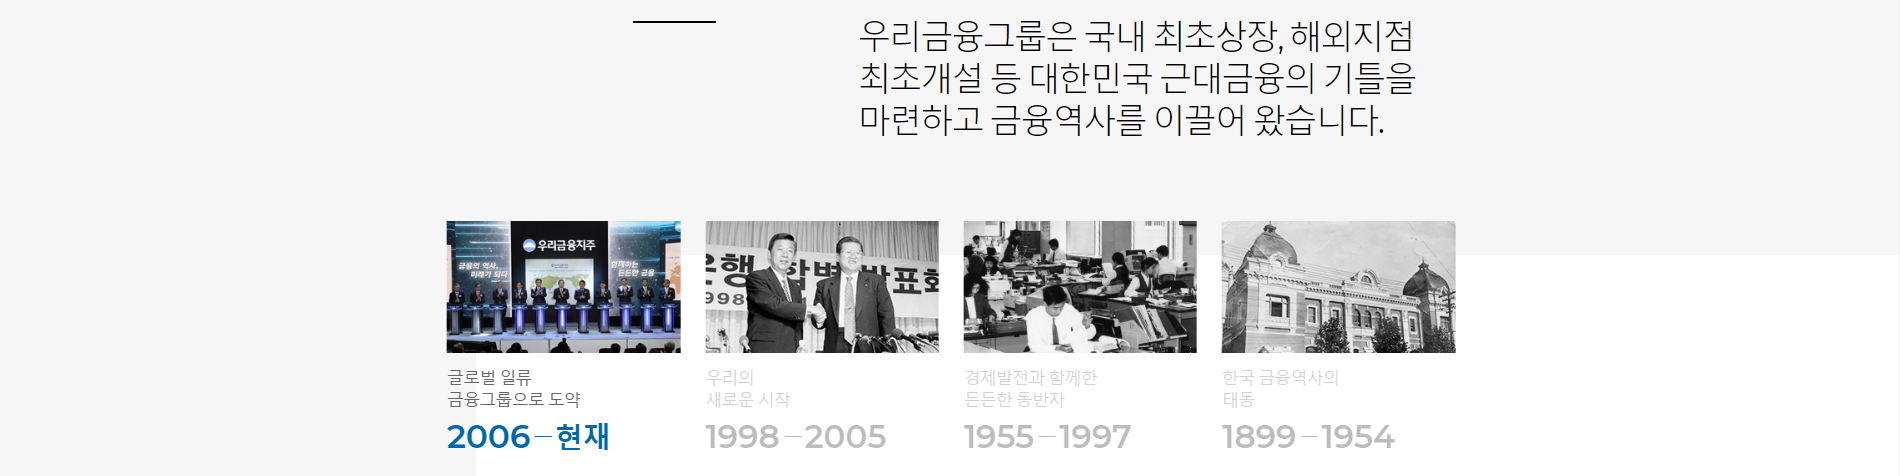 우리금융그룹은 국내 최초상장, 해외지점
최초개설 등 대한민국 근대금융의 기틀을
마련하고 금융역사를 이끌어 왔습니다.
우리금융지주
금융의 역사,
미래가 되다
함께하는
든든한 금융
은행 합병 발표회
1998
글로벌 일류
금융그룹으로 도약
2006 – 현재
우리의
새로운 시작
1998 – 2005
경제발전과 함께한
든든한 동반자
1955 – 1997
한국 금융역사의
태동
1899 – 1954